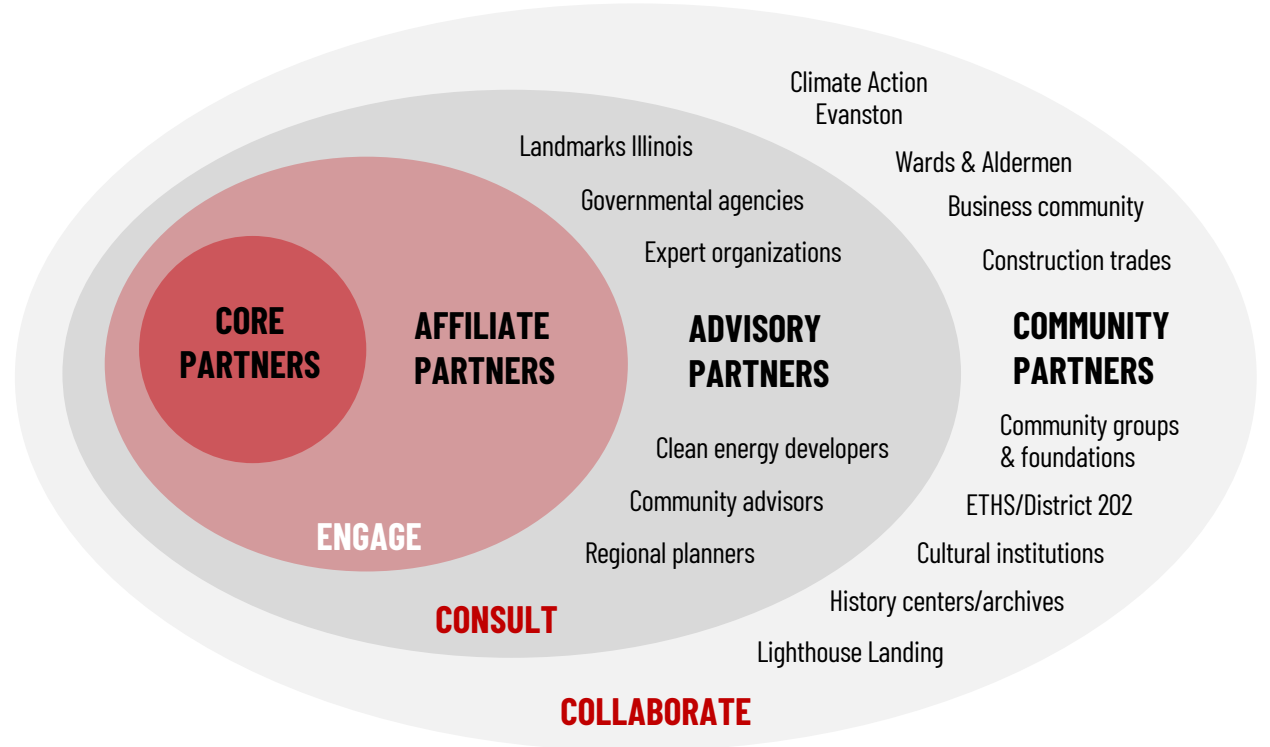 CORE
PARTNERS
AFFILIATE
PARTNERS
ENGAGE
Landmarks Illinois
Governmental agencies
Expert organizations
ADVISORY
PARTNERS
Clean energy developers
Community advisors
Regional planners
CONSULT
Climate Action
Evanston
Wards & Aldermen
Business community
Construction trades
COMMUNITY
PARTNERS
Community groups
& foundations
ETHS/District 202
Cultural institutions
History centers/archives
Lighthouse Landing
COLLABORATE